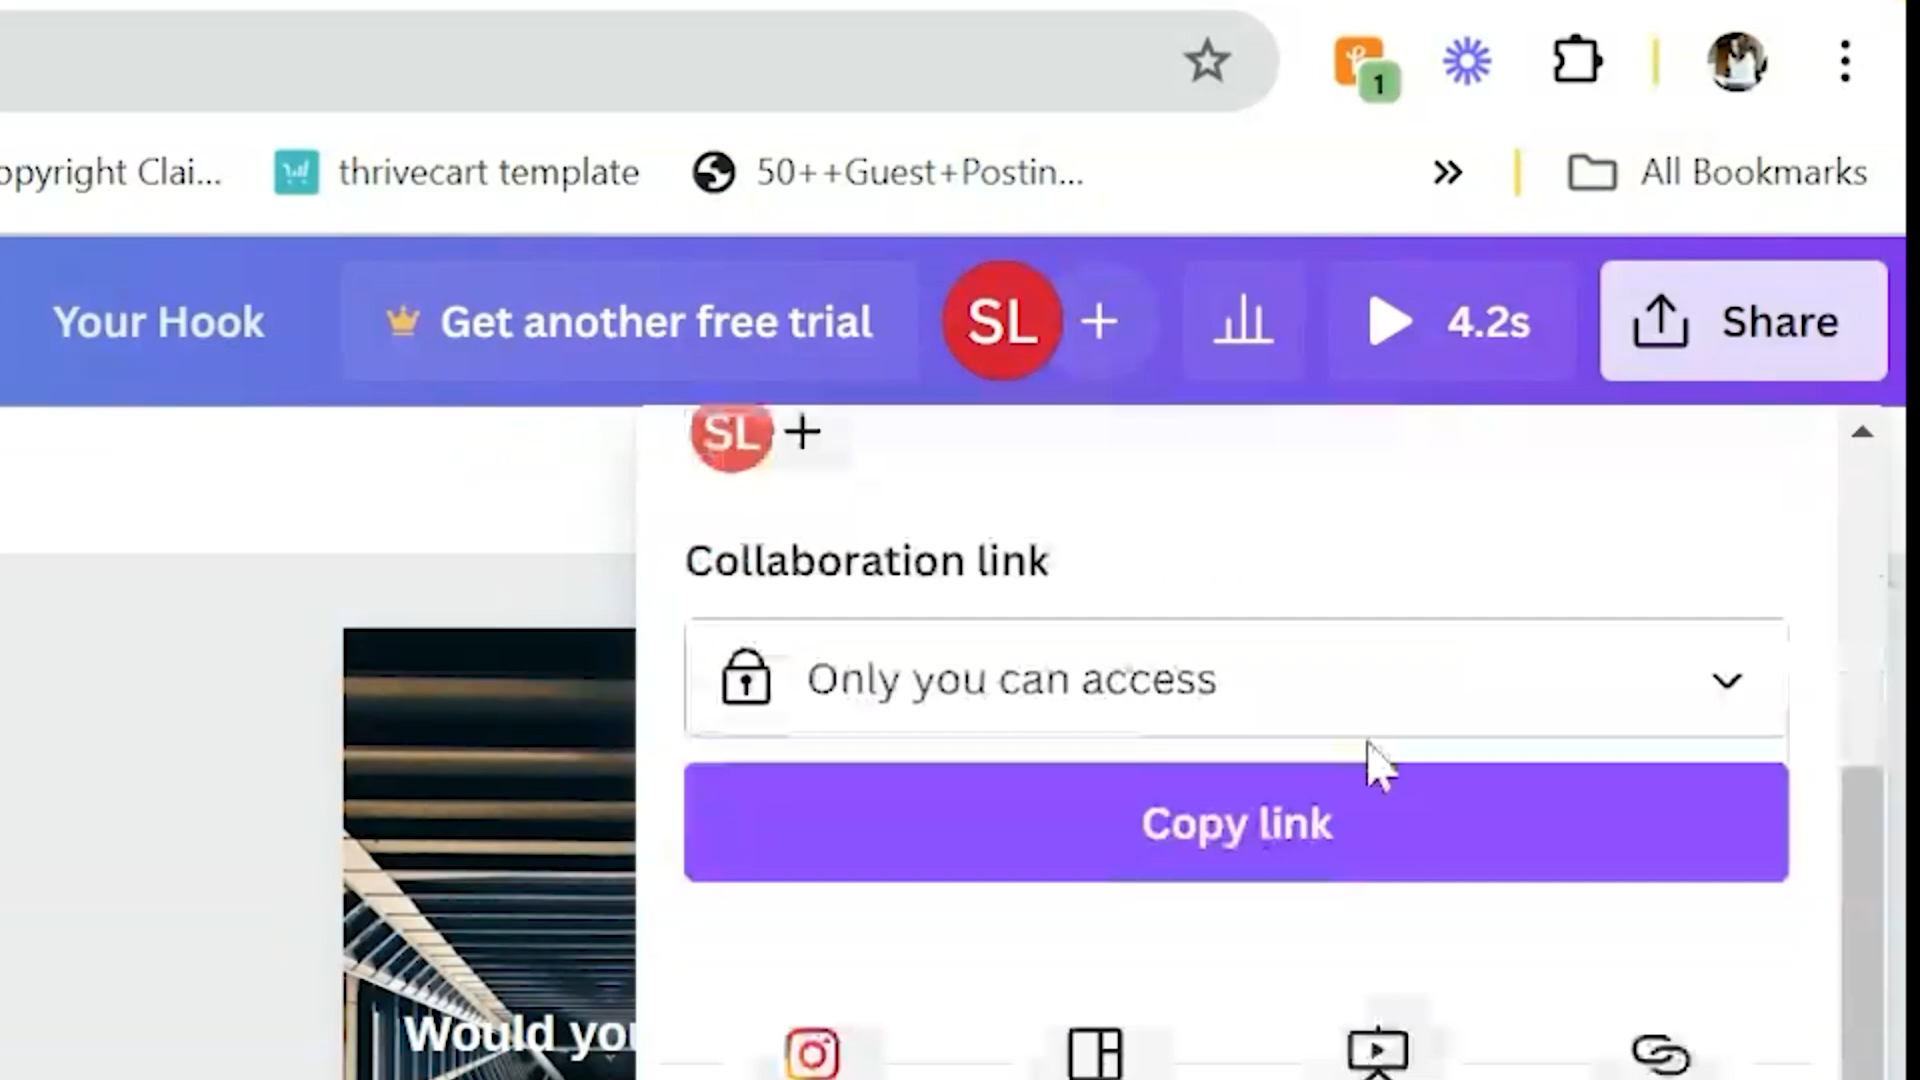 1
opyright Clai...
thrivecart template
50++Guest+Postin...
All Bookmarks
Your Hook
Get another free trial
SL
4.2s
Share
SL
Collaboration link
Only you can access
Copy link
Would